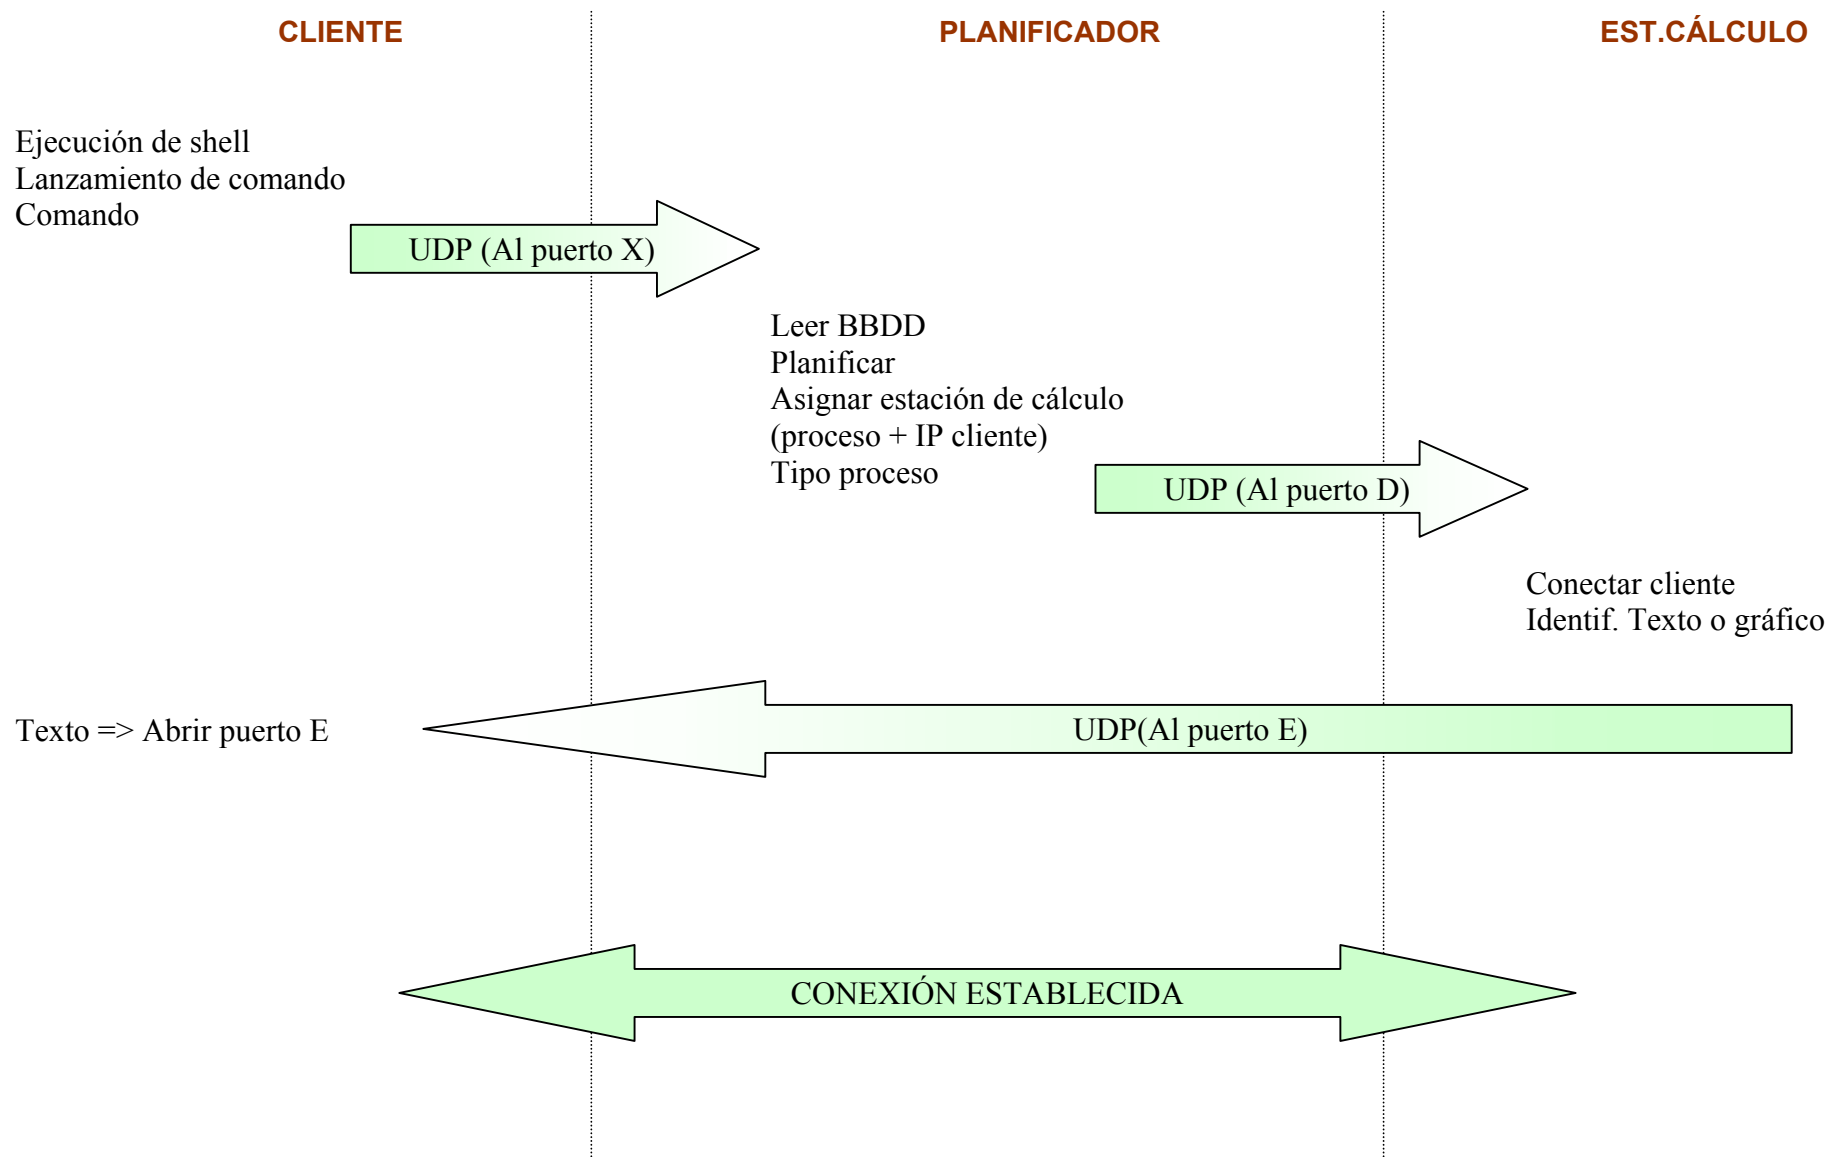 CLIENTE
PLANIFICADOR
EST.CÁLCULO
Ejecución de shell
Lanzamiento de comando
Comando
UDP (Al puerto X)
Leer BBDD
Planificar
Asignar estación de cálculo
(proceso + IP cliente)
Tipo proceso
UDP (Al puerto D)
Conectar cliente
Identif. Texto o gráfico
Texto => Abrir puerto E
UDP(Al puerto E)
CONEXIÓN ESTABLECIDA